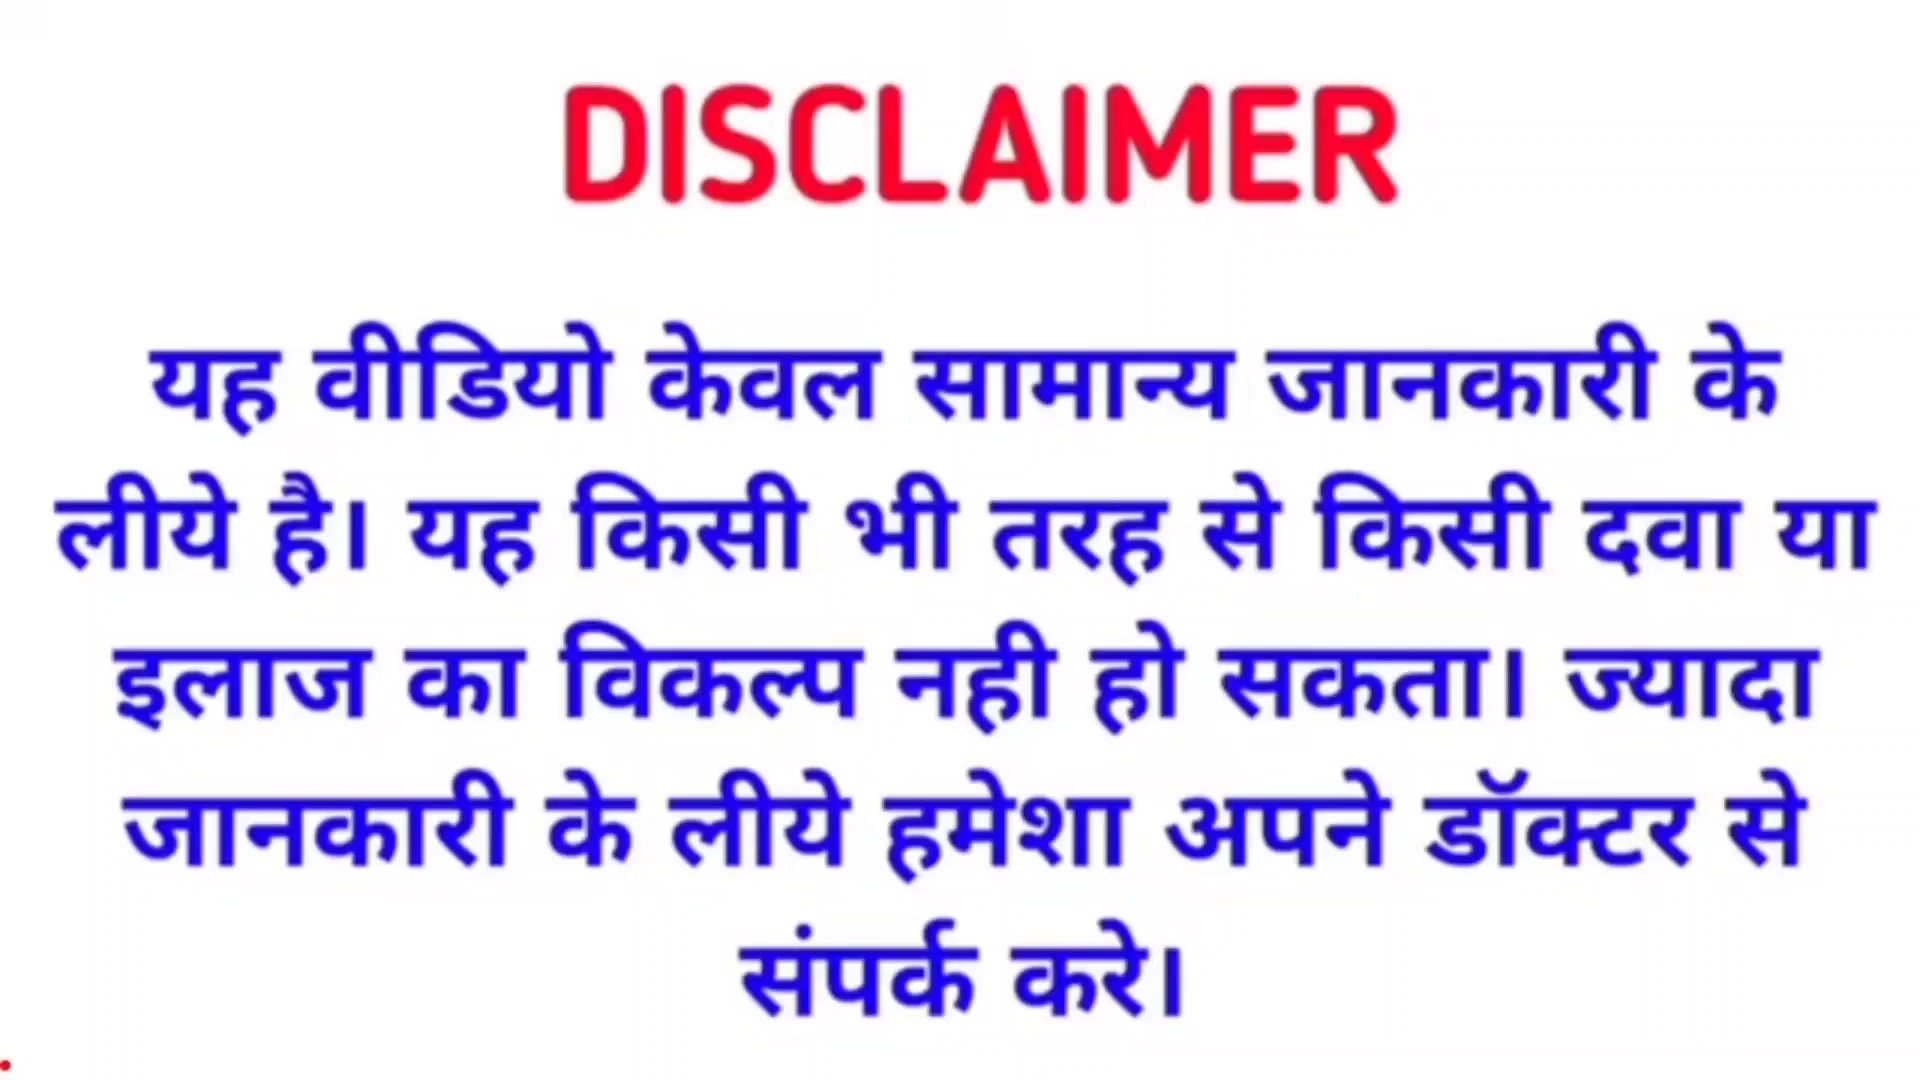 DISCLAIMER
यह वीडियो केवल सामान्य जानकारी के
लीये है। यह किसी भी तरह से किसी दवा या
इलाज का विकल्प नही हो सकता। ज्यादा
जानकारी के लीये हमेशा अपने डॉक्टर से
संपर्क करे।